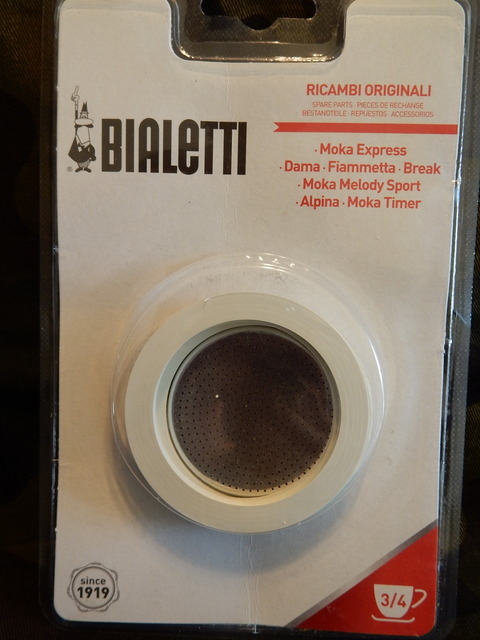 BIALETTI
RICAMBI ORIGINALI
SPARE PARTS · PIECES DE RECHANGE
BESTANDTEILE · REPUESTOS · ACCESSORIOS
· Moka Express
· Dama · Fiammetta · Break
· Moka Melody Sport
· Alpina · Moka Timer
since
1919
3/4